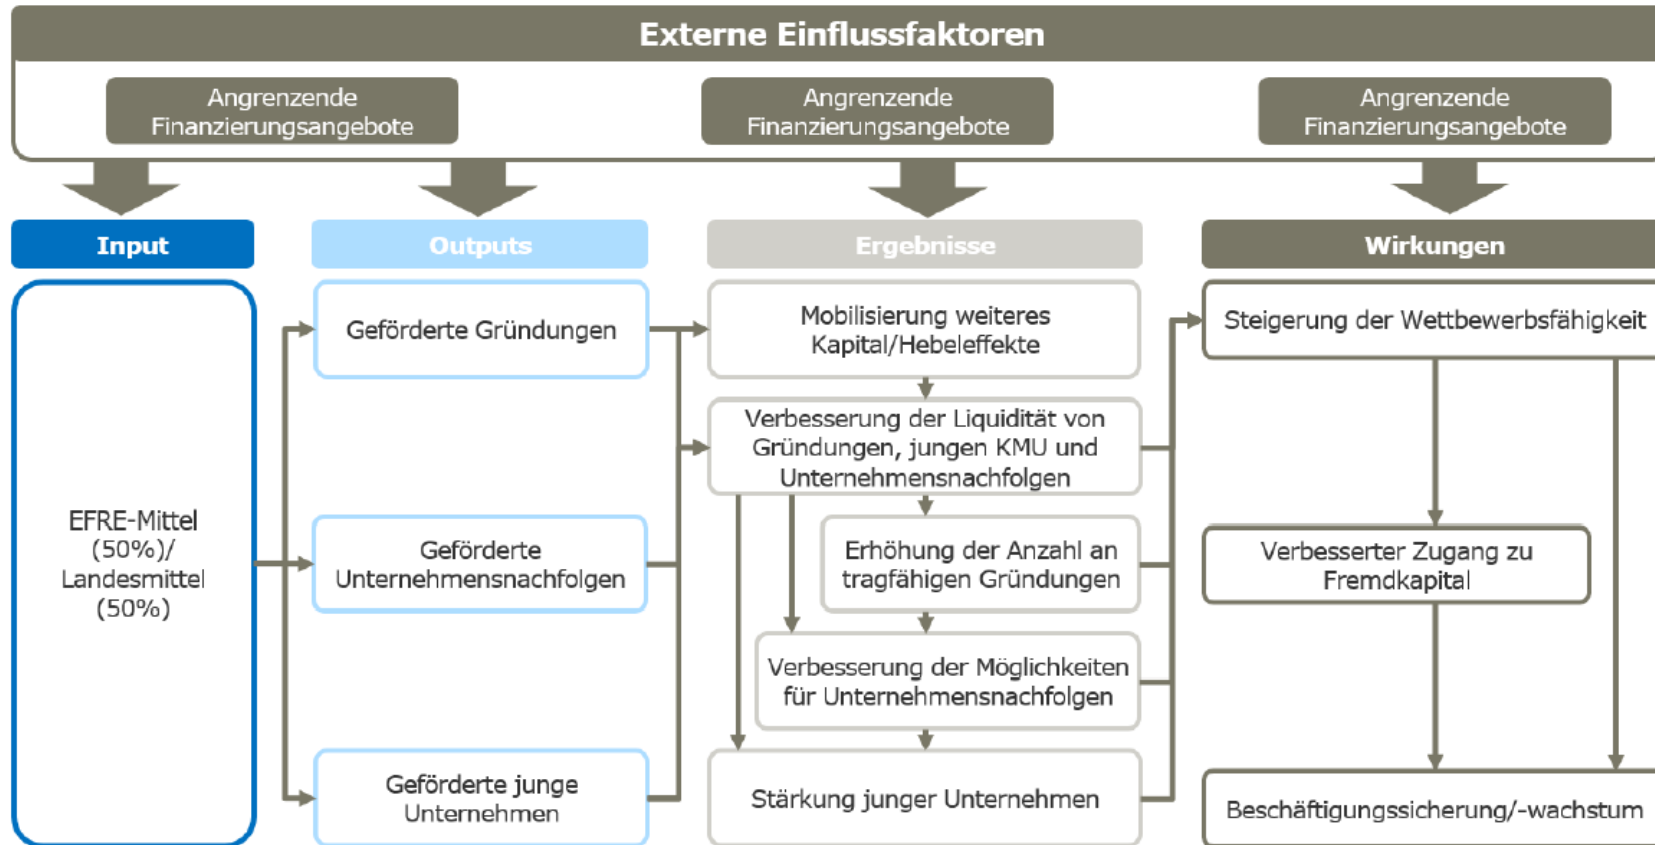 Externe Einflussfaktoren
Angrenzende
Finanzierungsangebote
Angrenzende
Finanzierungsangebote
Angrenzende
Finanzierungsangebote
Input
Outputs
Ergebnisse
Wirkungen
EFRE-Mittel
(50%)/
Landesmittel
(50%)
Geförderte Gründungen
Geförderte
Unternehmensnachfolgen
Geförderte junge
Unternehmen
Mobilisierung weiteres
Kapital/Hebeleffekte
Verbesserung der Liquidität von
Gründungen, jungen KMU und
Unternehmensnachfolgen
Erhöhung der Anzahl an
tragfähigen Gründungen
Verbesserung der Möglichkeiten
für Unternehmensnachfolgen
Stärkung junger Unternehmen
Steigerung der Wettbewerbsfähigkeit
Verbesserter Zugang zu
Fremdkapital
Beschäftigungssicherung/-wachstum